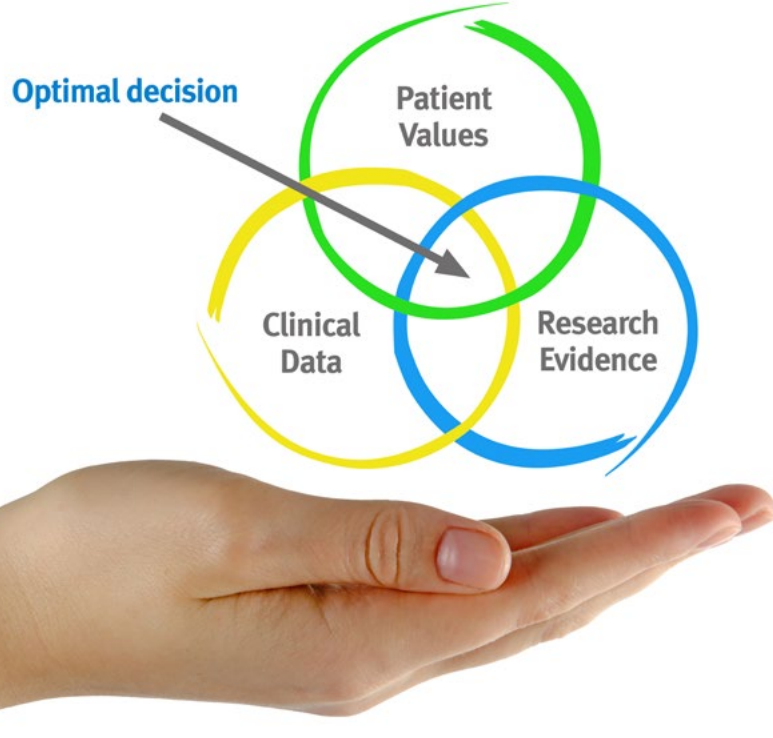 Optimal decision
Patient
Values
Clinical
Data
Research
Evidence